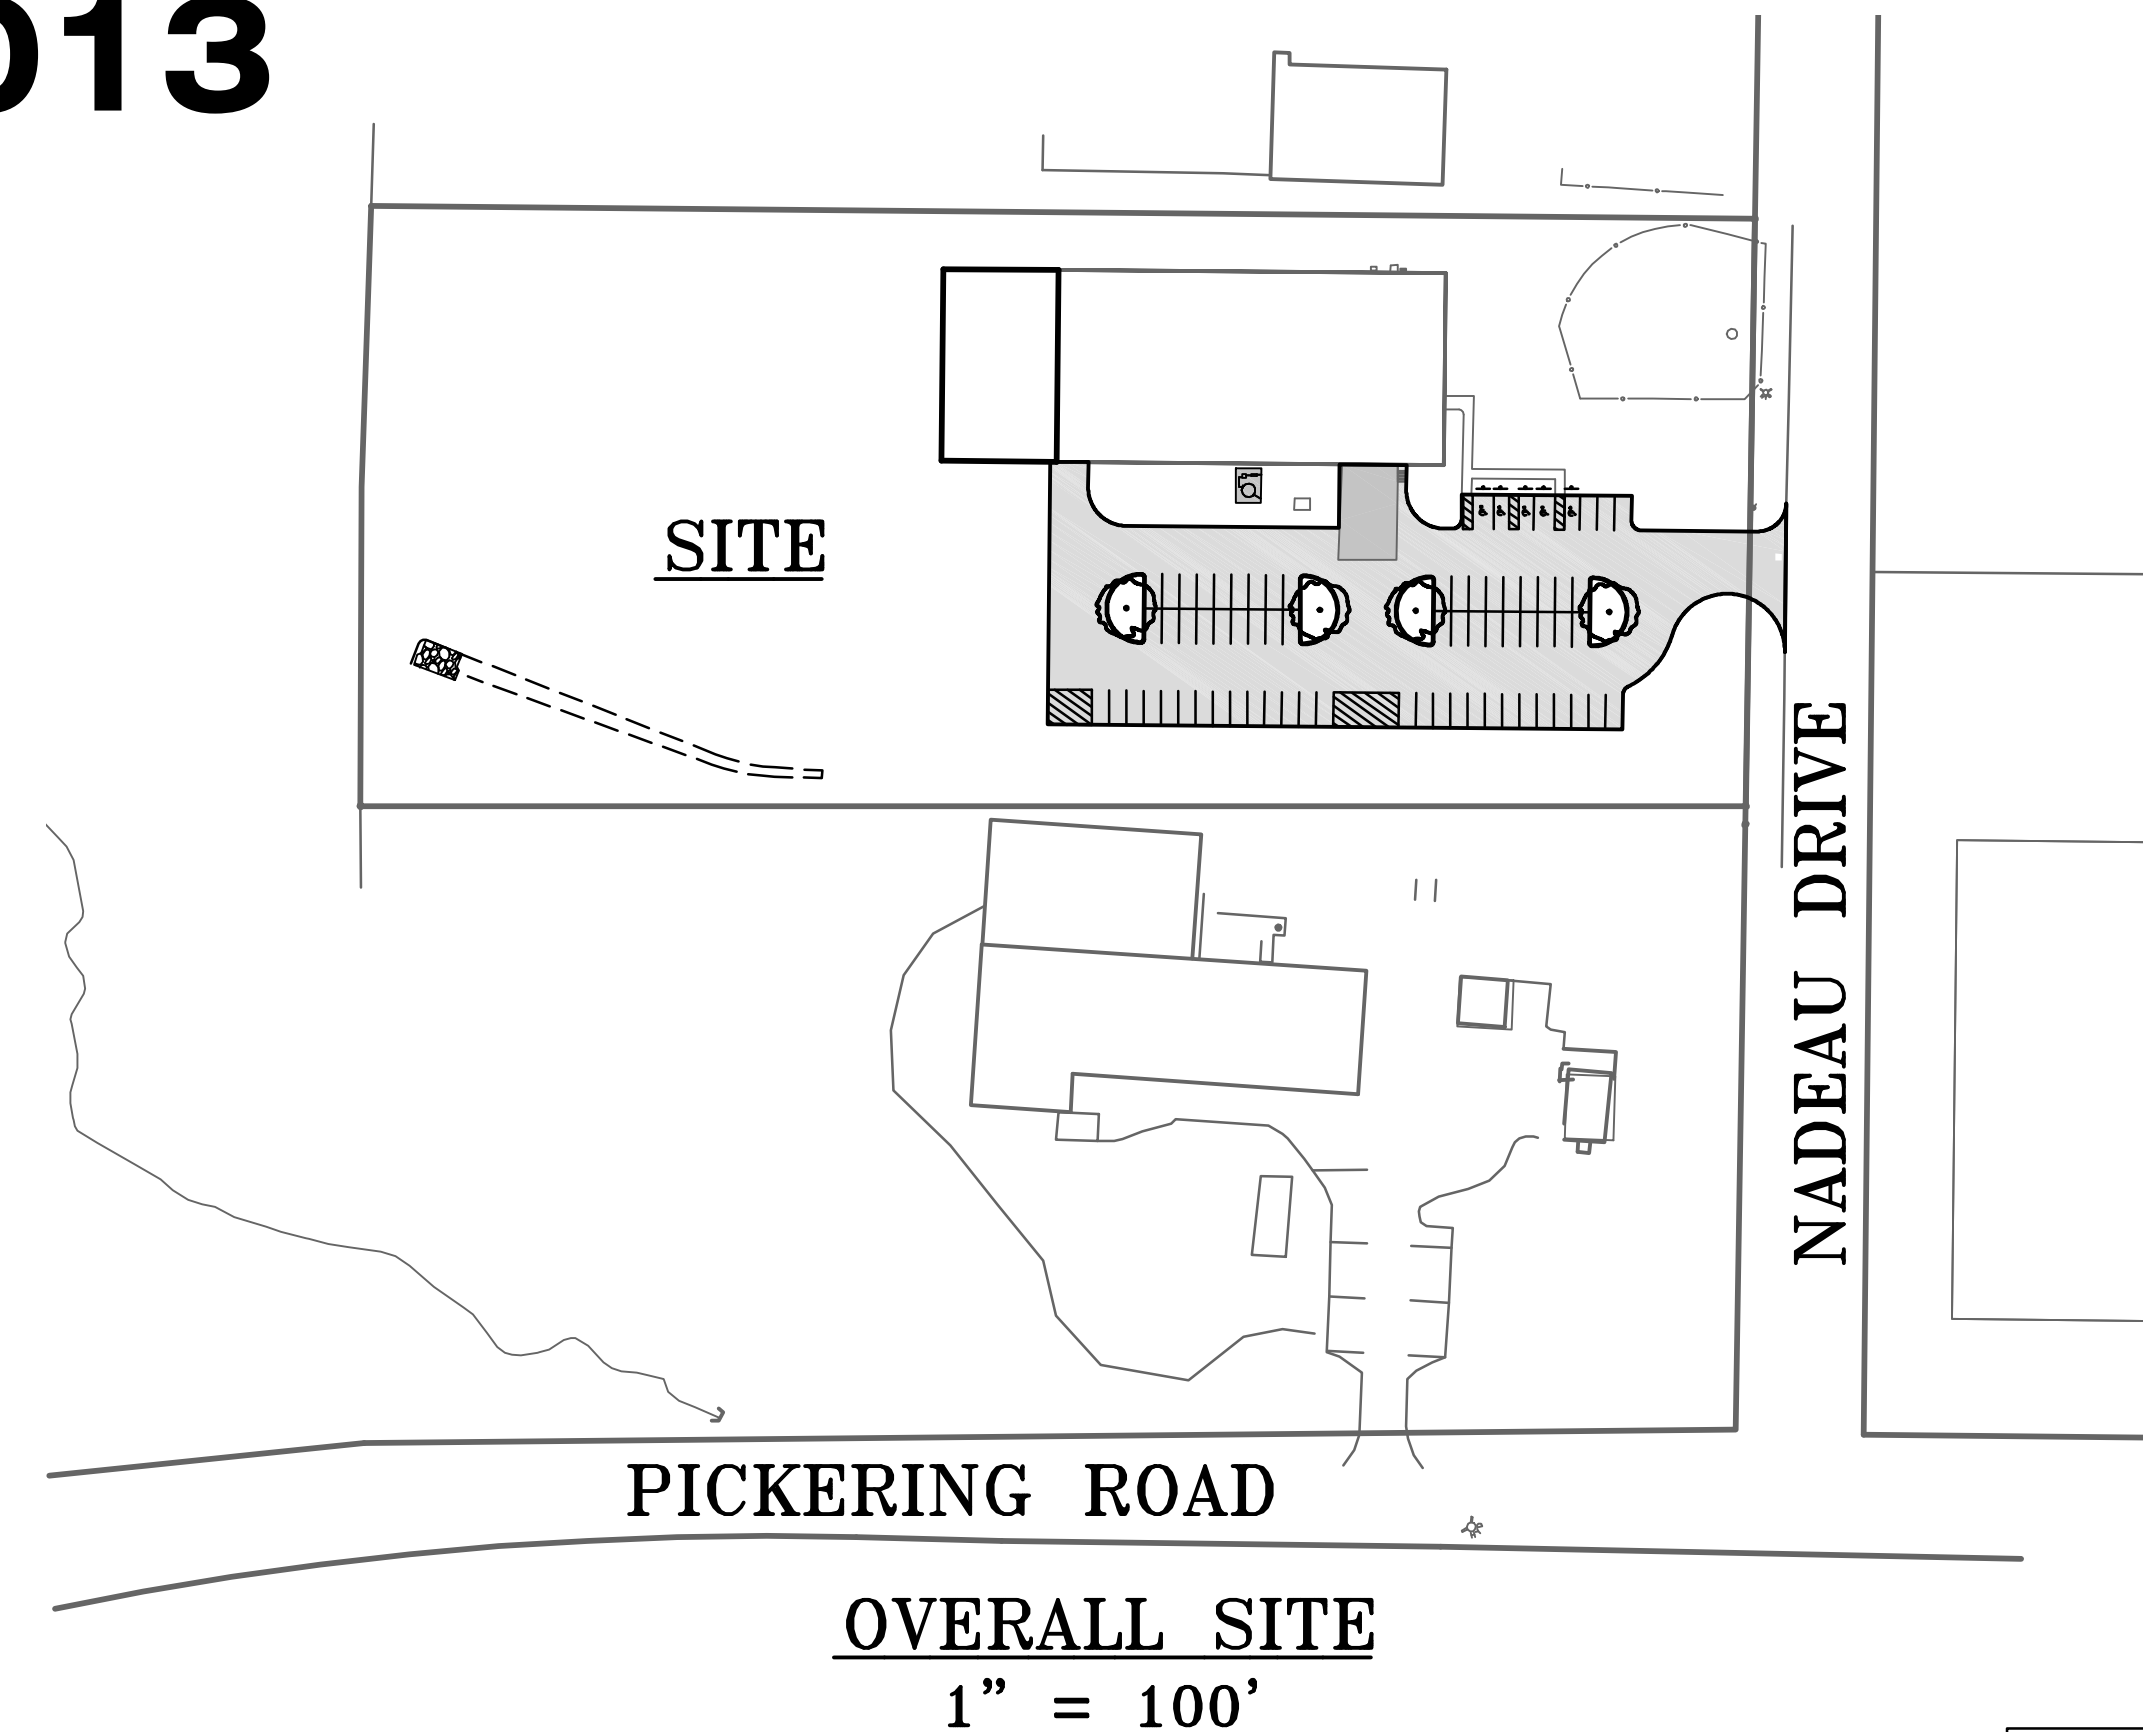 013
SITE
NADEAU DRIVE
PICKERING ROAD
OVERALL SITE
1" = 100'